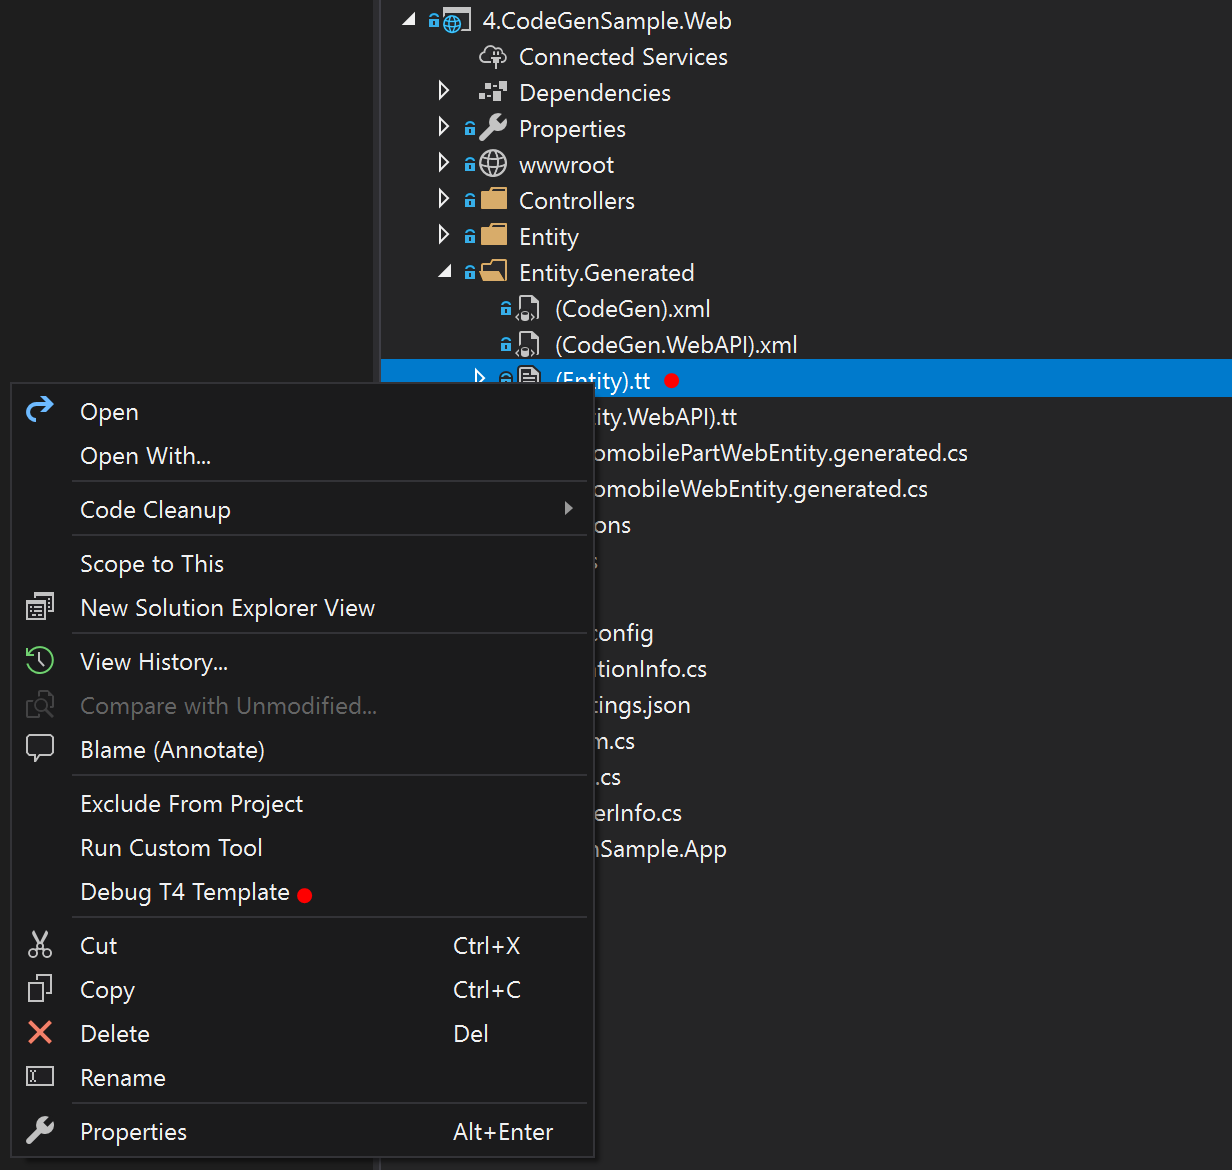 4.CodeGenSample.Web
Connected Services
Dependencies
Properties
wwwroot
Controllers
Entity
Entity.Generated
(CodeGen).xml
(CodeGen.WebAPI).xml
(Entity).tt
ity.WebAPI).tt
omobilePartWebEntity.generated.cs
omobileWebEntity.generated.cs
ons
s
config
tionInfo.cs
tings.json
m.cs
.cs
erInfo.cs
nSample.App
Open
Open With...
Code Cleanup
Scope to This
New Solution Explorer View
View History...
Compare with Unmodified...
Blame (Annotate)
Exclude From Project
Run Custom Tool
Debug T4 Template
Cut Ctrl+X
Copy Ctrl+C
Delete Del
Rename
Properties Alt+Enter